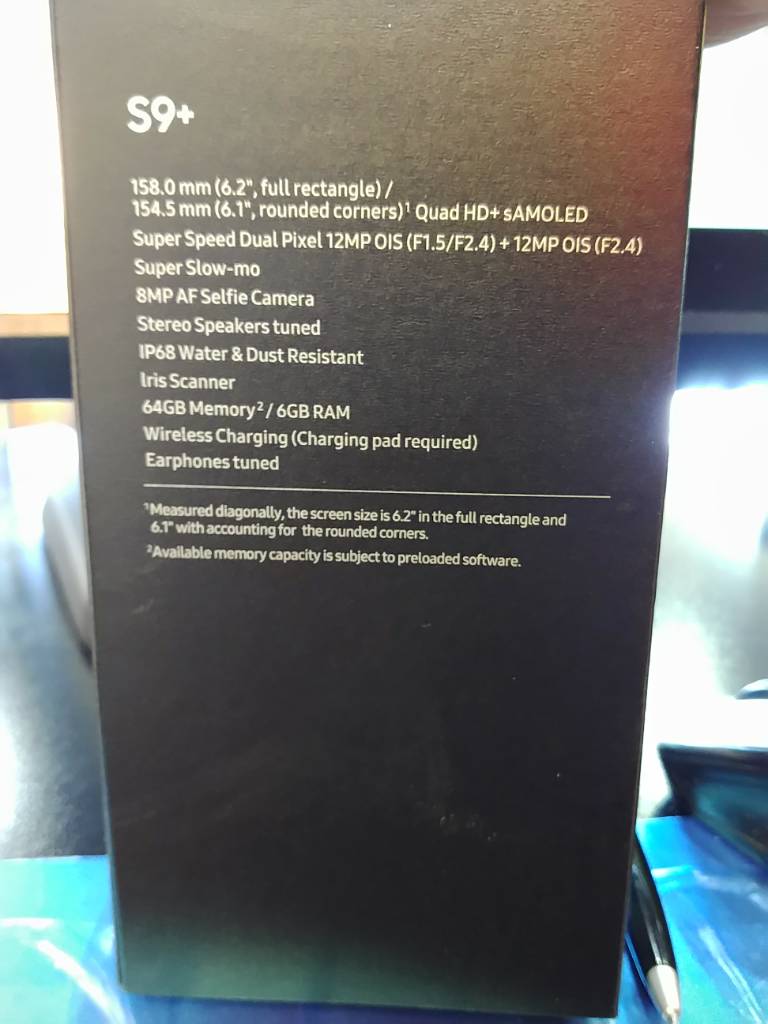 S9+
158.0 mm (6.2", full rectangle) /
154.5 mm (6.1", rounded corners)¹ Quad HD+ sAMOLED
Super Speed Dual Pixel 12MP OIS (F1.5/F2.4) + 12MP OIS (F2.4)
Super Slow-mo
8MP AF Selfie Camera
Stereo Speakers tuned
IP68 Water & Dust Resistant
Iris Scanner
64GB Memory² / 6GB RAM
Wireless Charging (Charging pad required)
Earphones tuned
¹Measured diagonally, the screen size is 6.2" in the full rectangle and
6.1" with accounting for the rounded corners.
²Available memory capacity is subject to preloaded software.